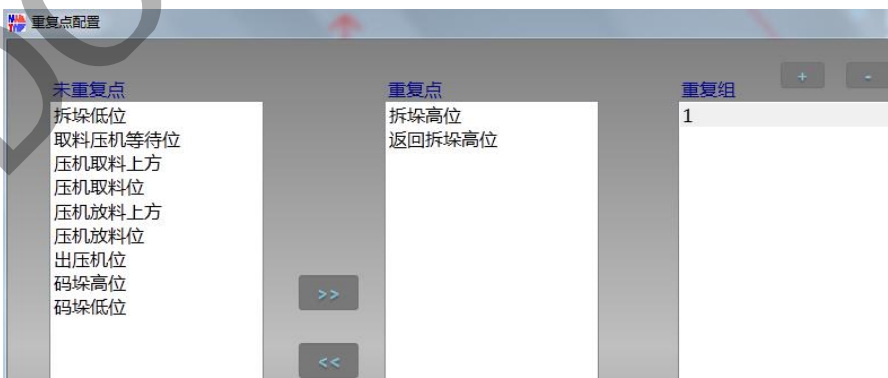 重复点配置
未重复点
拆垛低位
取料压机等待位
压机取料上方
压机取料位
压机放料上方
压机放料位
出压机位
码垛高位
码垛低位
>>
<<
重复点
拆垛高位
返回拆垛高位
重复组
+
-
1